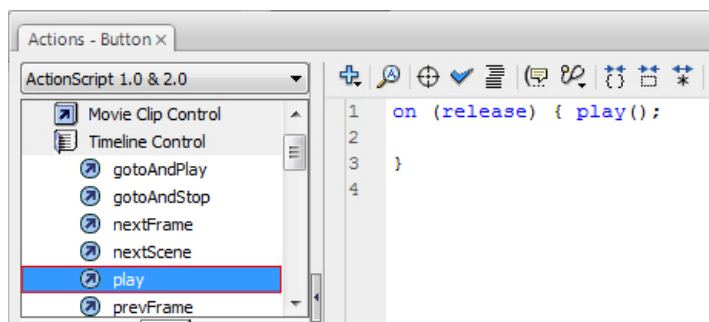 Actions - Button ×
ActionScript 1.0 & 2.0
Movie Clip Control
Timeline Control
gotoAndPlay
gotoAndStop
nextFrame
nextScene
play
prevFrame
1 on (release) { play();
2
3 }
4